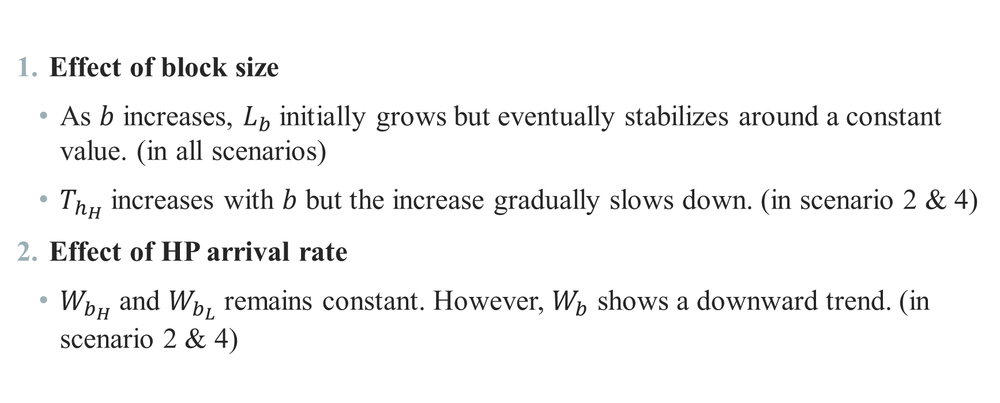 1. Effect of block size
• As b increases, L_b initially grows but eventually stabilizes around a constant
value. (in all scenarios)
• T_{h_H} increases with b but the increase gradually slows down. (in scenario 2 & 4)
2. Effect of HP arrival rate
• W_{b_H} and W_{b_L} remains constant. However, W_b shows a downward trend. (in
scenario 2 & 4)